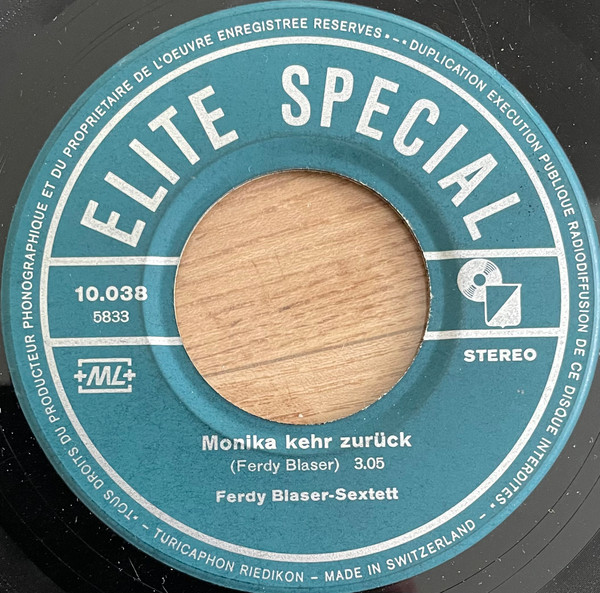 TOUS DROITS DU PRODUCTEUR PHONOGRAPHIQUE ET DU PROPRIETAIRE DE L'OEUVRE ENREGISTREE RESERVES • – • DUPLICATION EXECUTION PUBLIQUE RADIODIFFUSION DE CE DISQUE INTERDITES •
ELITE SPECIAL
10.038
5833
+ML+
STEREO
Monika kehr zurück
(Ferdy Blaser) 3.05
Ferdy Blaser-Sextett
TURICAPHON RIEDIKON – MADE IN SWITZERLAND